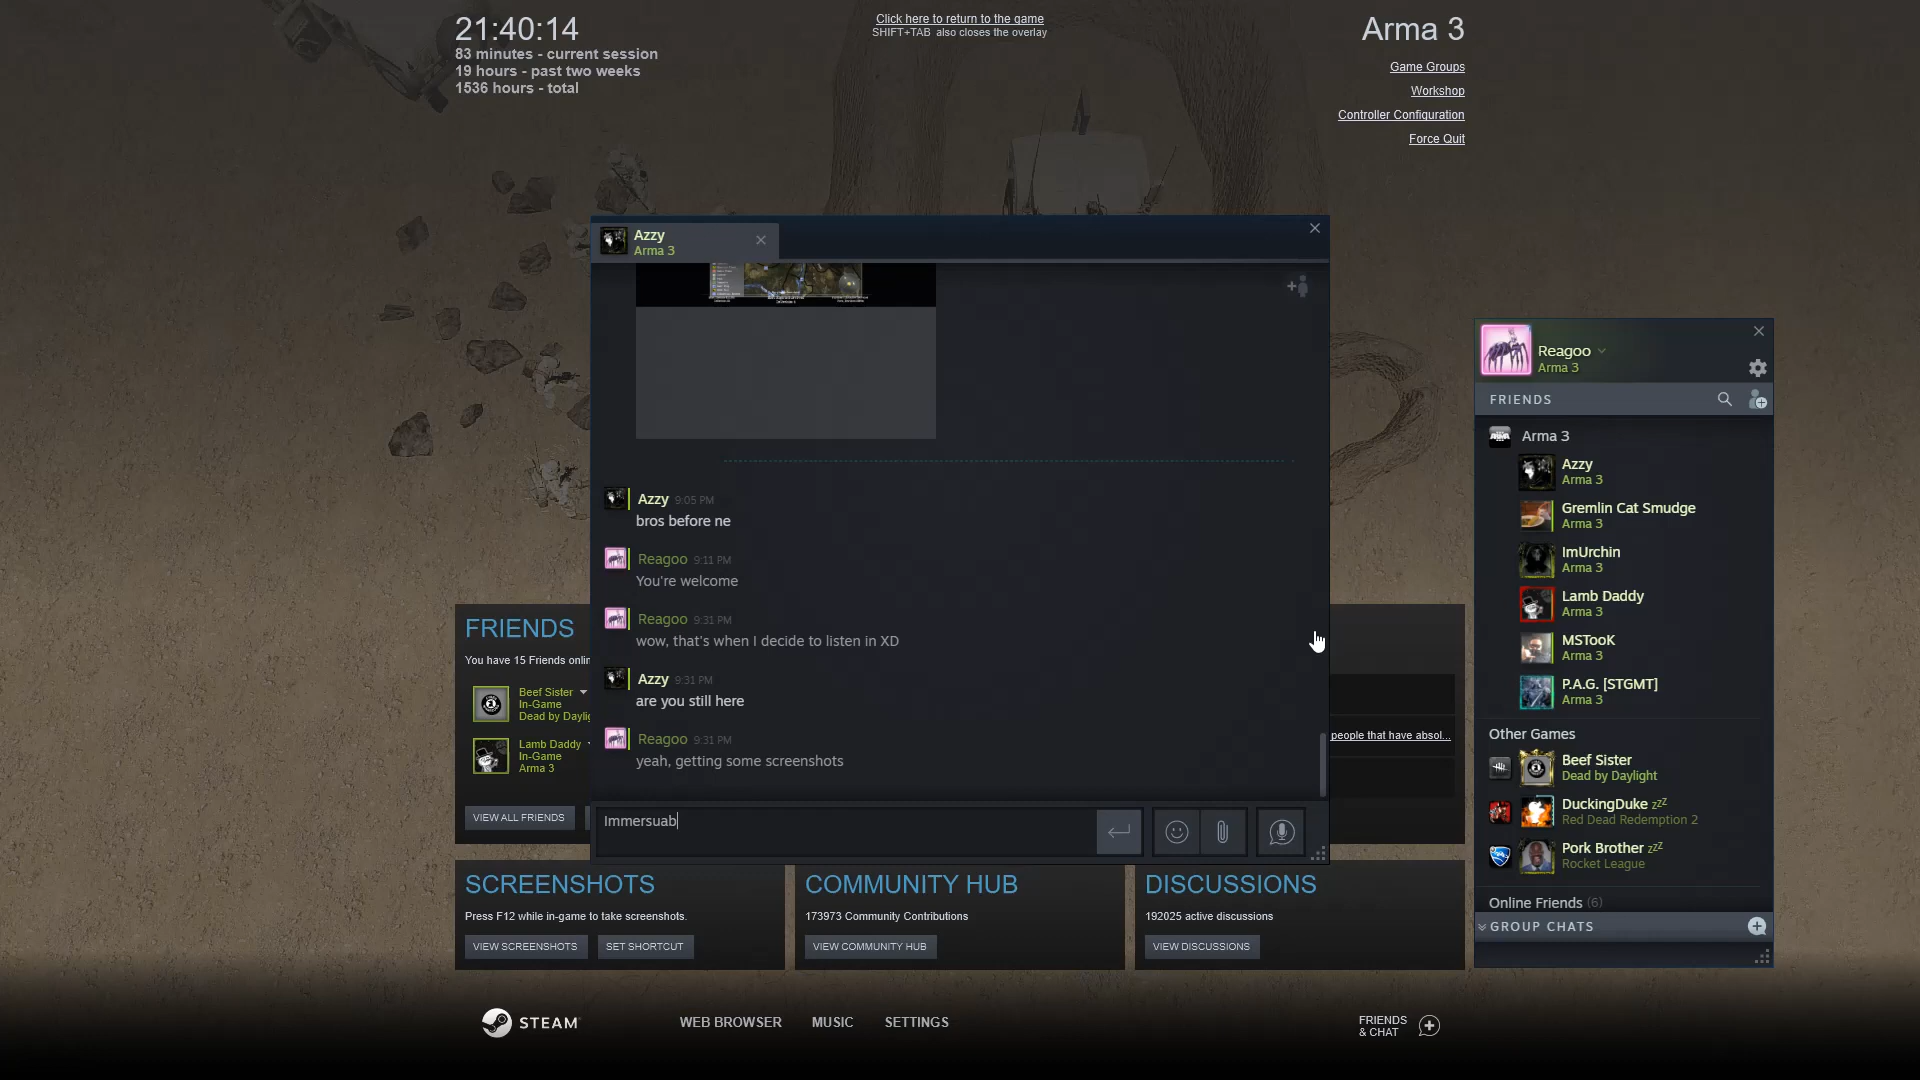 21:40:14
83 minutes - current session
19 hours - past two weeks
1536 hours - total
Click here to return to the game
SHIFT+TAB also closes the overlay
Arma 3
Game Groups
Workshop
Controller Configuration
Force Quit
Azzy
Arma 3
Azzy 9:05 PM
bros before ne
Reagoo 9:11 PM
You're welcome
Reagoo 9:31 PM
wow, that's when I decide to listen in XD
Azzy 9:31 PM
are you still here
Reagoo 9:31 PM
yeah, getting some screenshots
Immersuab
Reagoo
Arma 3
FRIENDS
Arma 3
Azzy
Arma 3
Gremlin Cat Smudge
Arma 3
ImUrchin
Arma 3
Lamb Daddy
Arma 3
MSTooK
Arma 3
P.A.G. [STGMT]
Arma 3
Other Games
Beef Sister
Dead by Daylight
DuckingDuke zzz
Red Dead Redemption 2
Pork Brother zzz
Rocket League
Online Friends (6)
GROUP CHATS
FRIENDS
You have 15 Friends onlin
Beef Sister
In-Game
Dead by Daylig
Lamb Daddy
In-Game
Arma 3
VIEW ALL FRIENDS
people that have absol...
SCREENSHOTS
Press F12 while in-game to take screenshots.
VIEW SCREENSHOTS
SET SHORTCUT
COMMUNITY HUB
173973 Community Contributions
VIEW COMMUNITY HUB
DISCUSSIONS
192025 active discussions
VIEW DISCUSSIONS
STEAM
WEB BROWSER
MUSIC
SETTINGS
FRIENDS
& CHAT